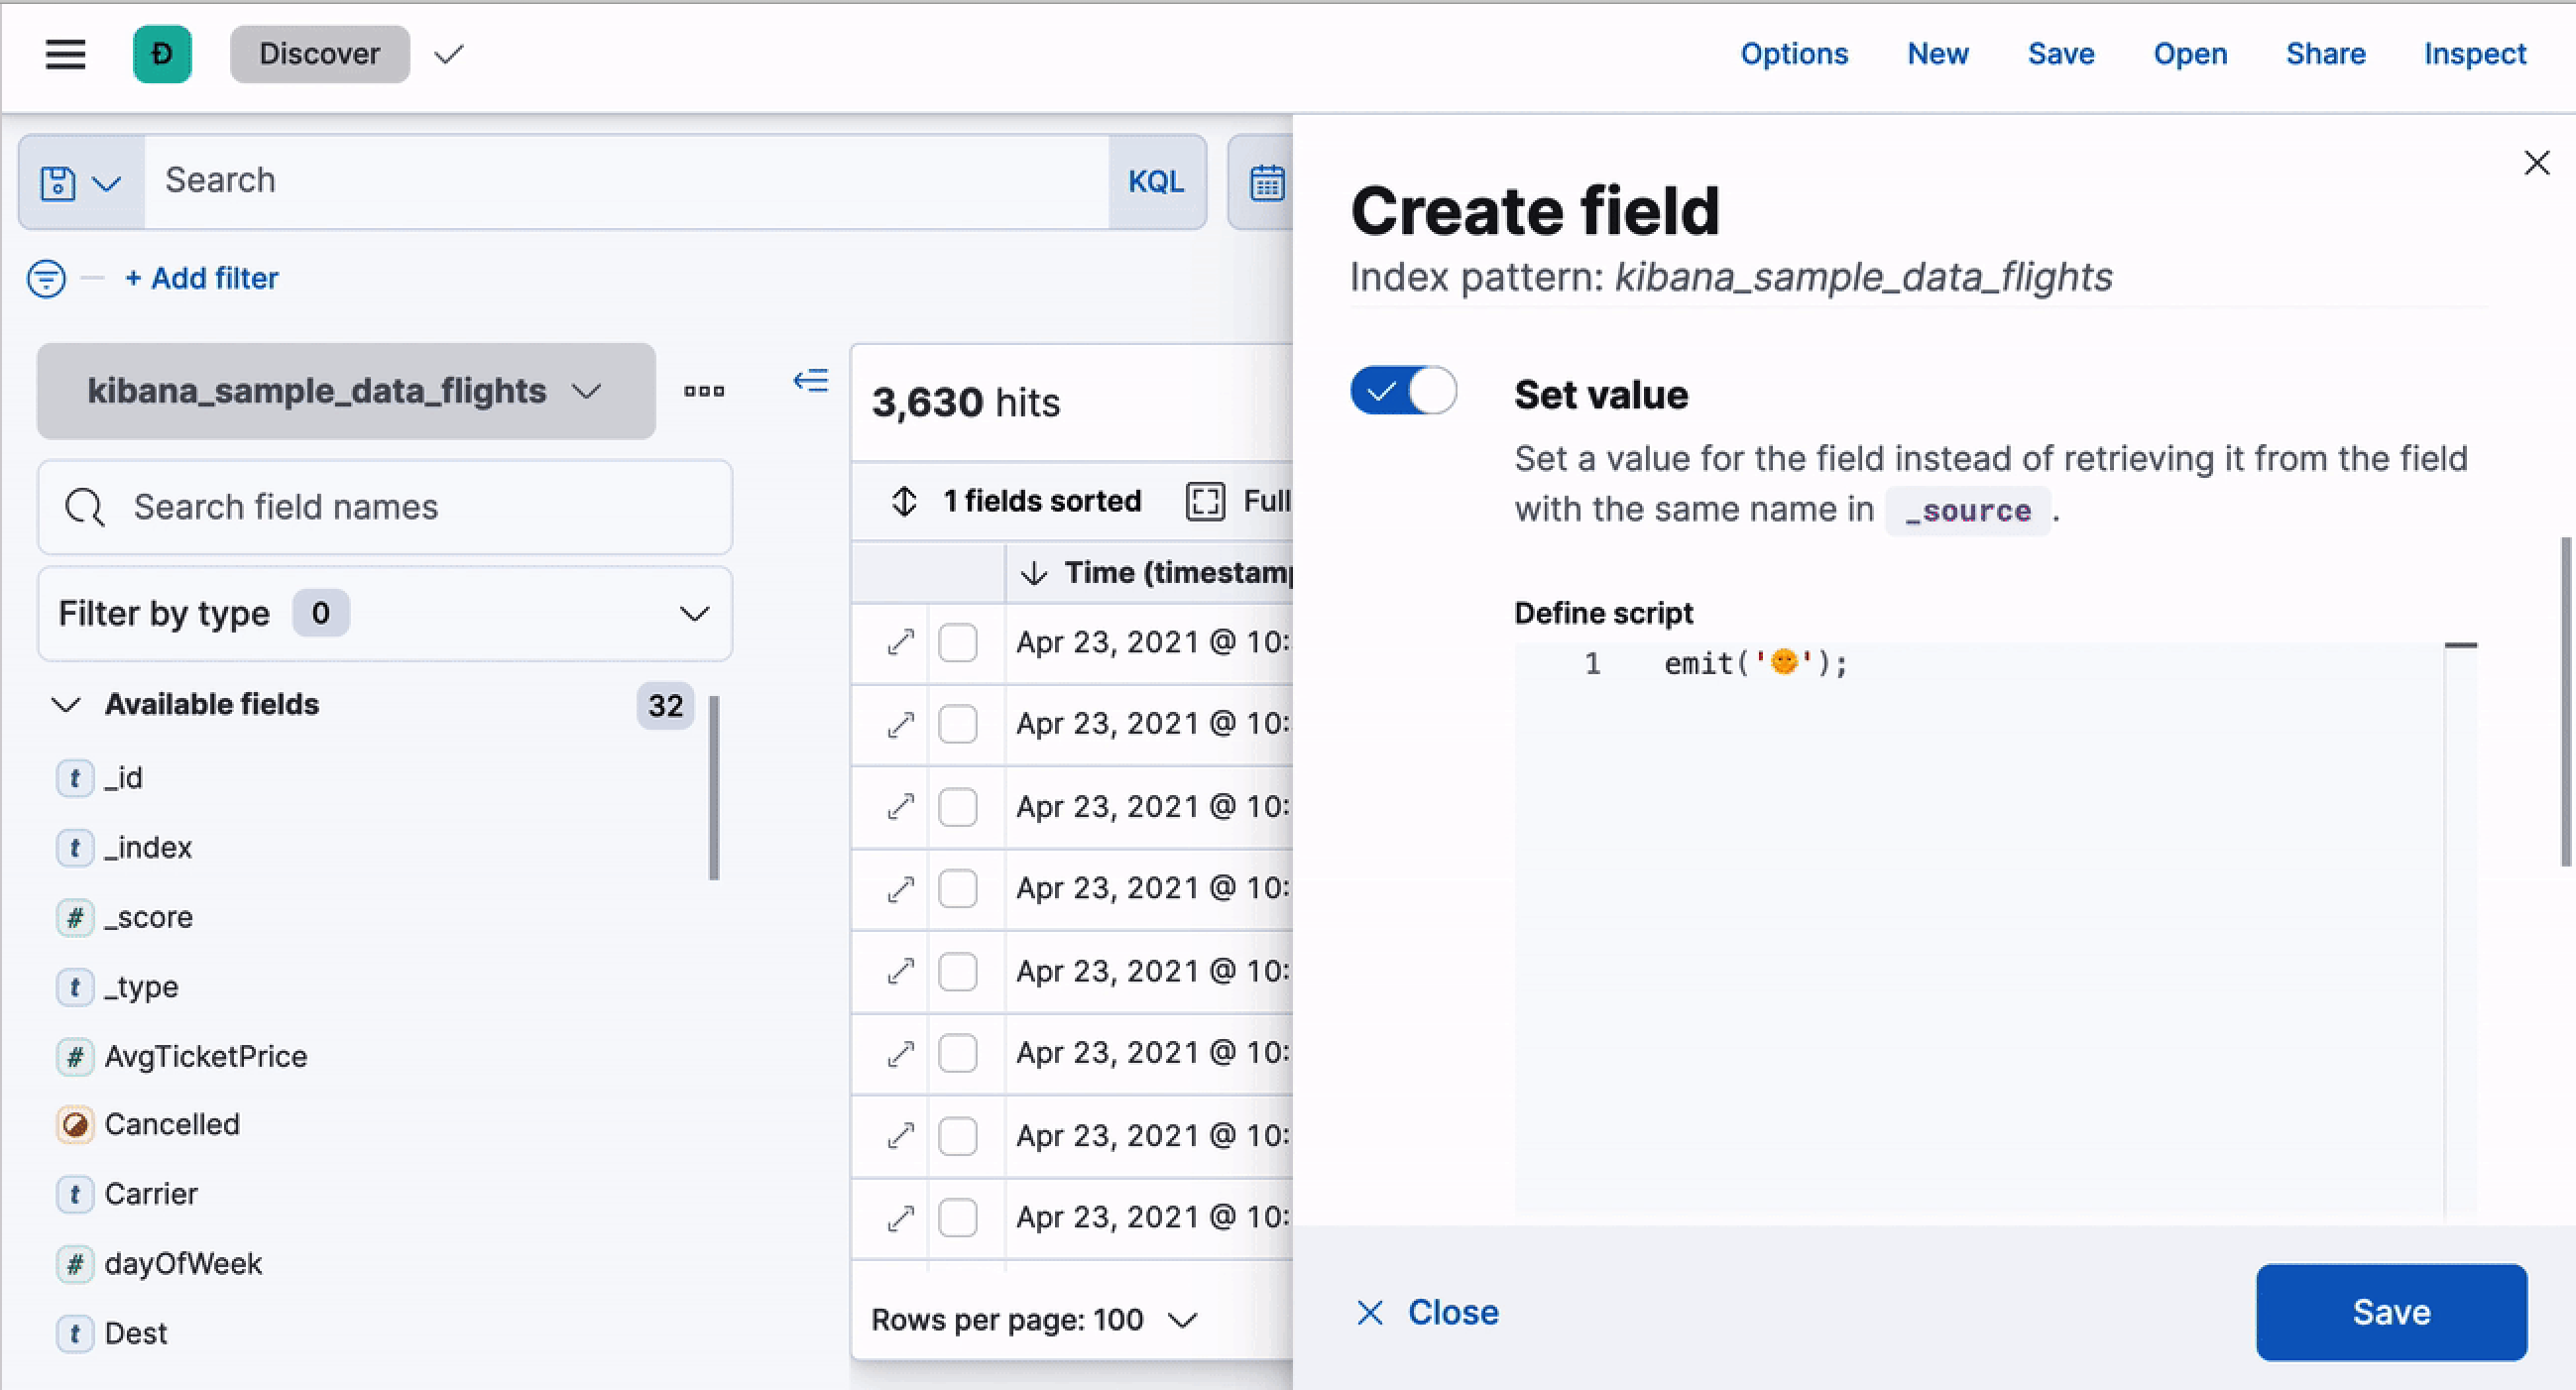 D Discover Options New Save Open Share Inspect
Search KQL
+ Add filter
kibana_sample_data_flights
Search field names
Filter by type 0
Available fields 32
t _id
t _index
# _score
t _type
# AvgTicketPrice
Cancelled
t Carrier
# dayOfWeek
t Dest
3,630 hits
1 fields sorted Full
Time (timestamp
Apr 23, 2021 @ 10:
Apr 23, 2021 @ 10:
Apr 23, 2021 @ 10:
Apr 23, 2021 @ 10:
Apr 23, 2021 @ 10:
Apr 23, 2021 @ 10:
Apr 23, 2021 @ 10:
Apr 23, 2021 @ 10:
Rows per page: 100
Create field
Index pattern: kibana_sample_data_flights
Set value
Set a value for the field instead of retrieving it from the field
with the same name in _source .
Define script
1 emit('🌞');
Close Save